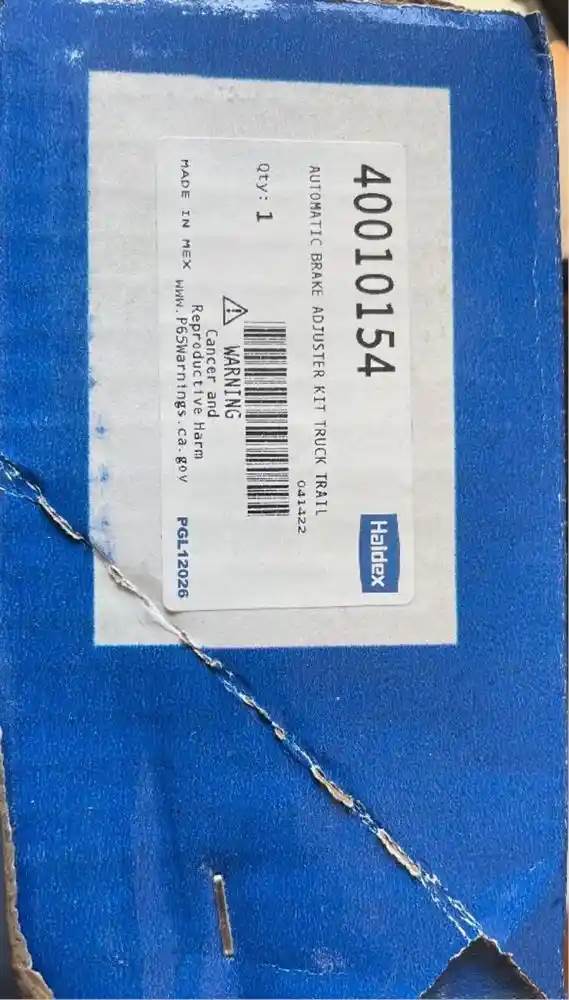 40010154
AUTOMATIC BRAKE ADJUSTER KIT TRUCK TRAIL
041422
Haldex
Qty: 1
WARNING
Cancer and
Reproductive Harm
MADE IN MEX www.P65Warnings.ca.gov
PGL12026